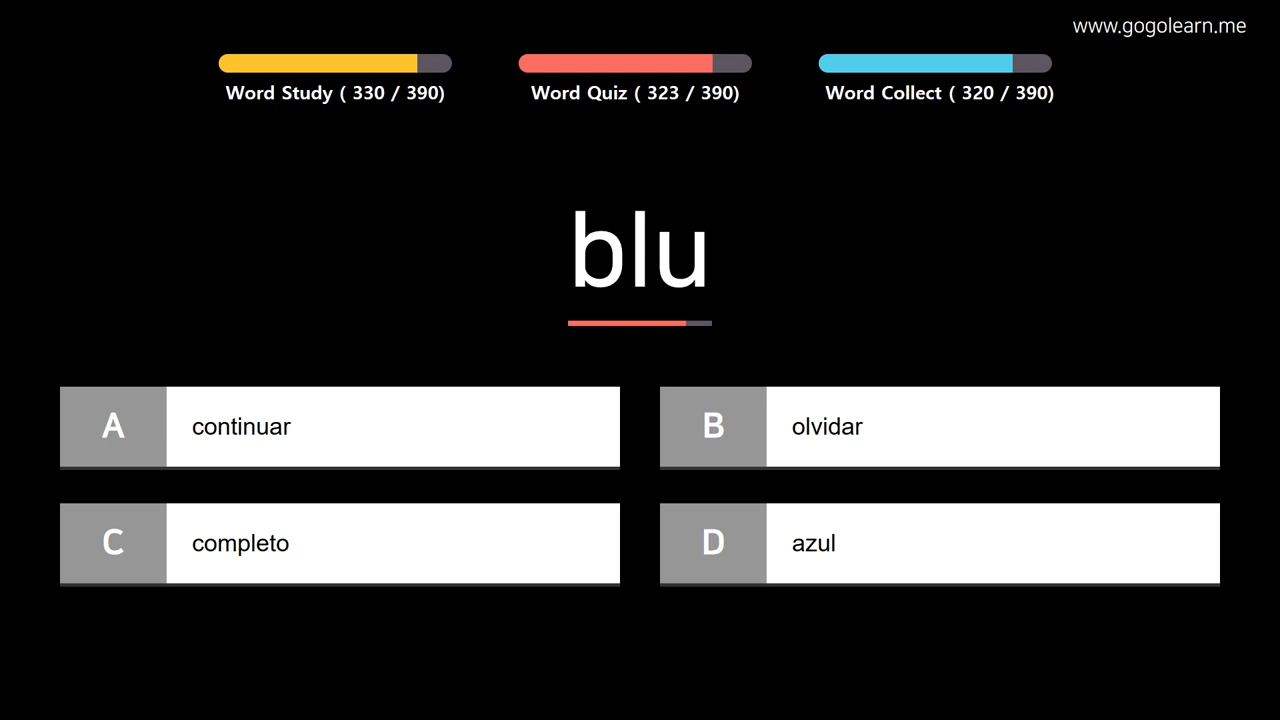 www.gogolearn.me
Word Study ( 330 / 390)
Word Quiz ( 323 / 390)
Word Collect ( 320 / 390)
blu
A continuar
B olvidar
C completo
D azul